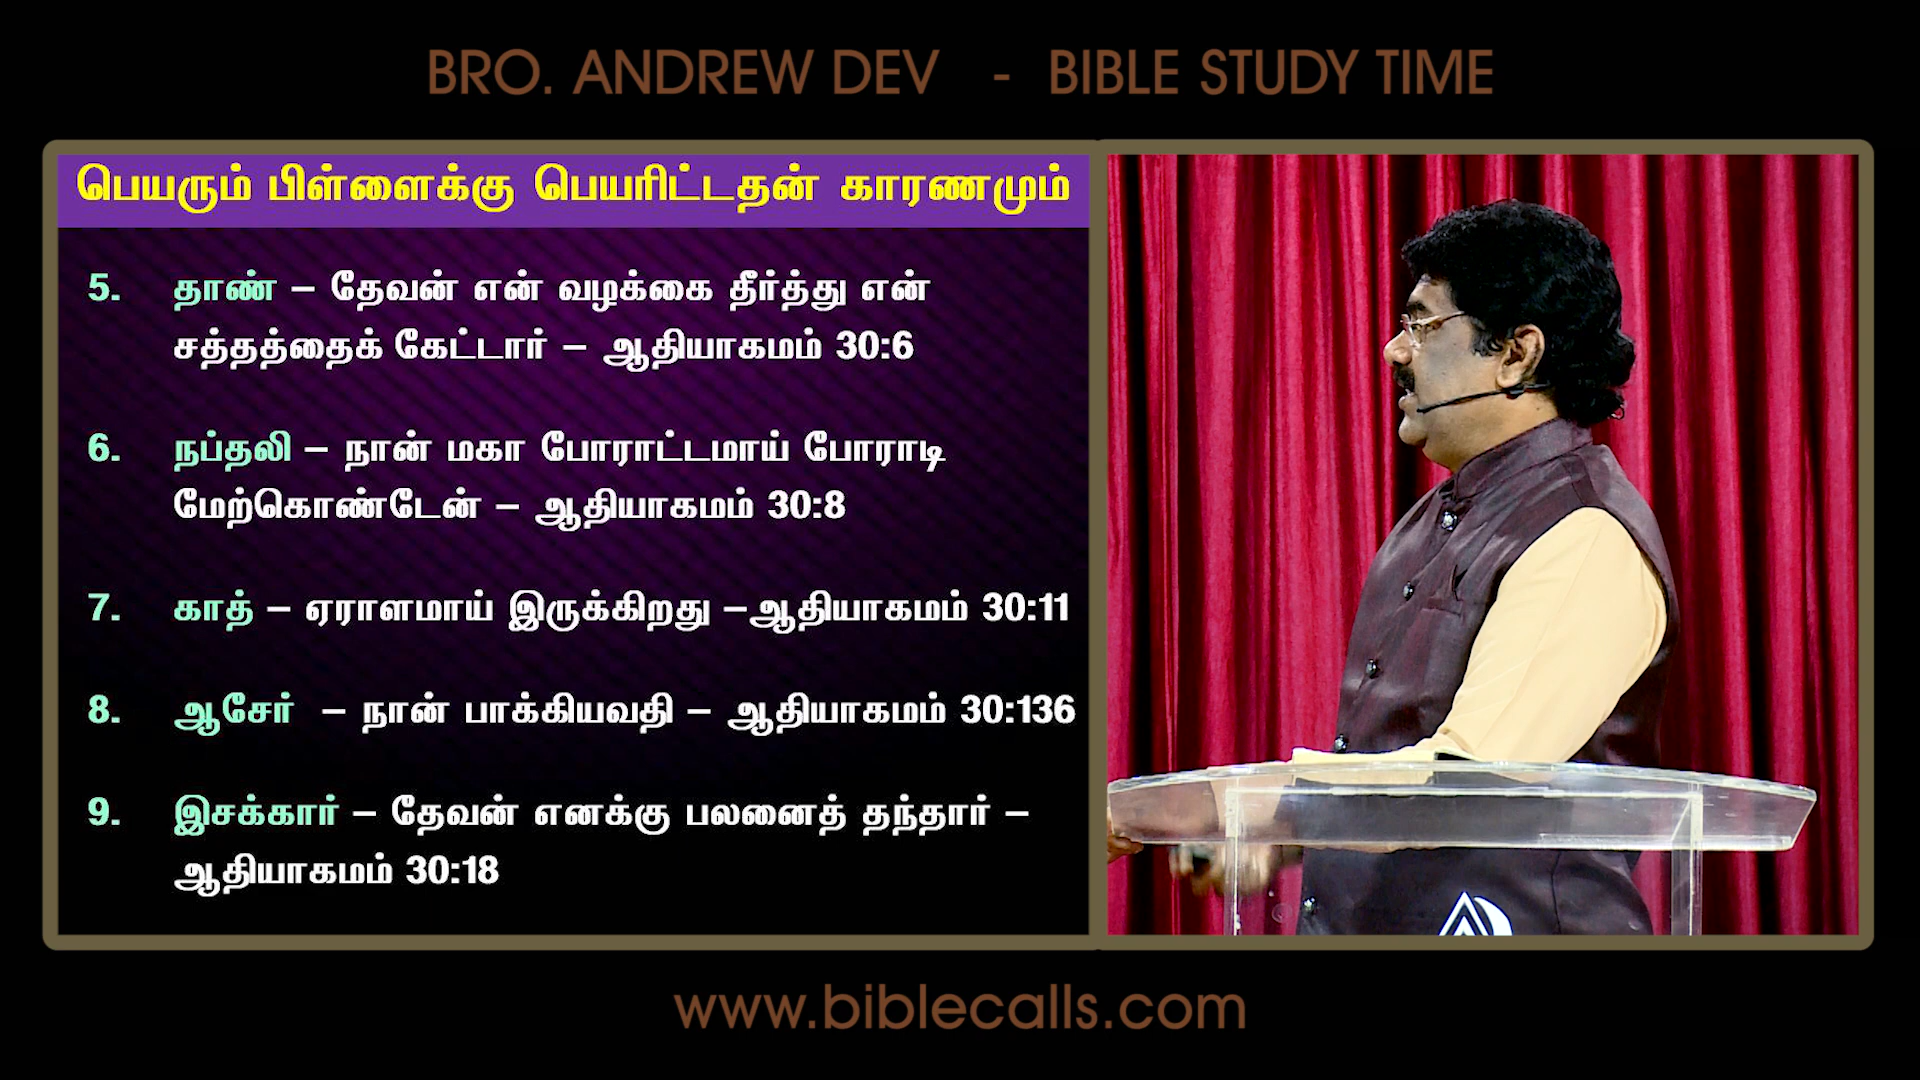 BRO. ANDREW DEV - BIBLE STUDY TIME
பெயரும் பிள்ளைக்கு பெயரிட்டதன் காரணமும்
5. தாண் – தேவன் என் வழக்கை தீர்த்து என்
சத்தத்தைக் கேட்டார் – ஆதியாகமம் 30:6
6. நப்தலி – நான் மகா போராட்டமாய் போராடி
மேற்கொண்டேன் – ஆதியாகமம் 30:8
7. காத் – ஏராளமாய் இருக்கிறது –ஆதியாகமம் 30:11
8. ஆசேர் – நான் பாக்கியவதி – ஆதியாகமம் 30:136
9. இசக்கார் – தேவன் எனக்கு பலனைத் தந்தார் –
ஆதியாகமம் 30:18
www.biblecalls.com